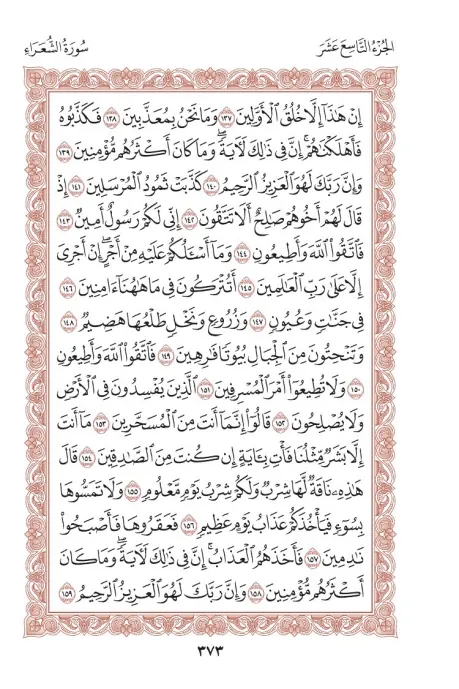 الجزء التاسع عشر
سورة الشعراء
إِنْ هَٰذَآ إِلَّا خُلُقُ ٱلْأَوَّلِينَ ١٣٧ وَمَا نَحْنُ بِمُعَذَّبِينَ ١٣٨ فَكَذَّبُوهُ
فَأَهْلَكْنَٰهُمْ إِنَّ فِى ذَٰلِكَ لَءَايَةً ۖ وَمَا كَانَ أَكْثَرُهُم مُّؤْمِنِينَ ١٣٩
وَإِنَّ رَبَّكَ لَهُوَ ٱلْعَزِيزُ ٱلرَّحِيمُ ١٤٠ كَذَّبَتْ ثَمُودُ ٱلْمُرْسَلِينَ ١٤١ إِذْ
قَالَ لَهُمْ أَخُوهُمْ صَٰلِحٌ أَلَا تَتَّقُونَ ١٤٢ إِنِّى لَكُمْ رَسُولٌ أَمِينٌ ١٤٣
فَٱتَّقُوا۟ ٱللَّهَ وَأَطِيعُونِ ١٤٤ وَمَآ أَسْـَٔلُكُمْ عَلَيْهِ مِنْ أَجْرٍ ۖ إِنْ أَجْرِىَ
إِلَّا عَلَىٰ رَبِّ ٱلْعَٰلَمِينَ ١٤٥ أَتُتْرَكُونَ فِى مَا هَٰهُنَآ ءَامِنِينَ ١٤٦
فِى جَنَّٰتٍ وَعُيُونٍ ١٤٧ وَزُرُوعٍ وَنَخْلٍ طَلْعُهَا هَضِيمٌ ١٤٨
وَتَنْحِتُونَ مِنَ ٱلْجِبَالِ بُيُوتًا فَٰرِهِينَ ١٤٩ فَٱتَّقُوا۟ ٱللَّهَ وَأَطِيعُونِ
١٥٠ وَلَا تُطِيعُوٓا۟ أَمْرَ ٱلْمُسْرِفِينَ ١٥١ ٱلَّذِينَ يُفْسِدُونَ فِى ٱلْأَرْضِ
وَلَا يُصْلِحُونَ ١٥٢ قَالُوٓا۟ إِنَّمَآ أَنتَ مِنَ ٱلْمُسَحَّرِينَ ١٥٣ مَآ أَنتَ
إِلَّا بَشَرٌ مِّثْلُنَا فَأْتِ بِـَٔايَةٍ إِن كُنتَ مِنَ ٱلصَّٰدِقِينَ ١٥٤ قَالَ
هَٰذِهِۦ نَاقَةٌ لَّهَا شِرْبٌ وَلَكُمْ شِرْبُ يَوْمٍ مَّعْلُومٍ ١٥٥ وَلَا تَمَسُّوهَا
بِسُوٓءٍ فَيَأْخُذَكُمْ عَذَابُ يَوْمٍ عَظِيمٍ ١٥٦ فَعَقَرُوهَا فَأَصْبَحُوا۟
نَٰدِمِينَ ١٥٧ فَأَخَذَهُمُ ٱلْعَذَابُ ۗ إِنَّ فِى ذَٰلِكَ لَءَايَةً ۖ وَمَا كَانَ
أَكْثَرُهُم مُّؤْمِنِينَ ١٥٨ وَإِنَّ رَبَّكَ لَهُوَ ٱلْعَزِيزُ ٱلرَّحِيمُ ١٥٩
٣٧٣